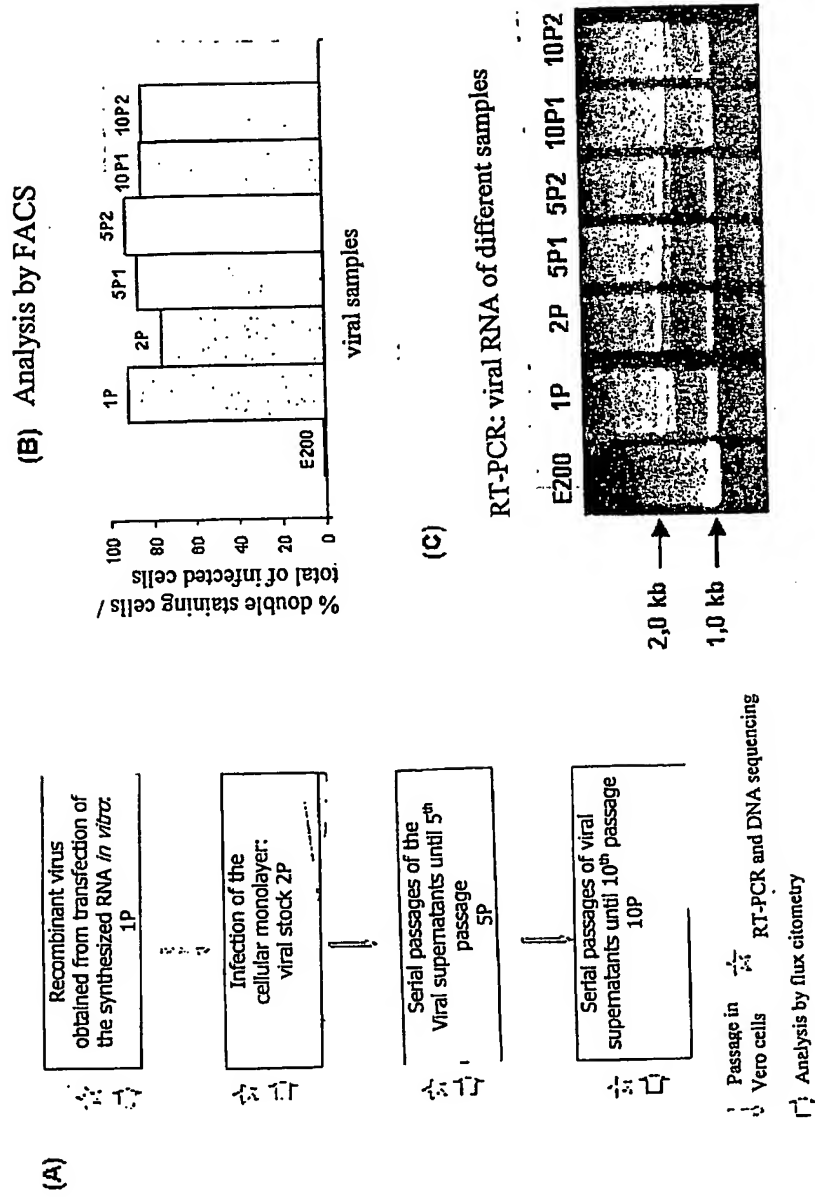 (A)
Recombinant virus
obtained from transfection of
the synthesized RNA in vitro:
1P
Infection of the
cellular monolayer:
viral stock 2P
Serial passages of the
Viral supernatants until 5th
passage
5P
Serial passages of viral
supernatants until 10th passage
10P
Passage in
Vero cells
RT-PCR and DNA sequencing
Analysis by flux citometry
(B) Analysis by FACS
% double staining cells /
total of infected cells
100
80
60
40
20
0
E200
1P
2P
5P1
5P2
10P1
10P2
viral samples
(C)
RT-PCR: viral RNA of different samples
E200 1P 2P 5P1 5P2 10P1 10P2
2,0 kb
1,0 kb